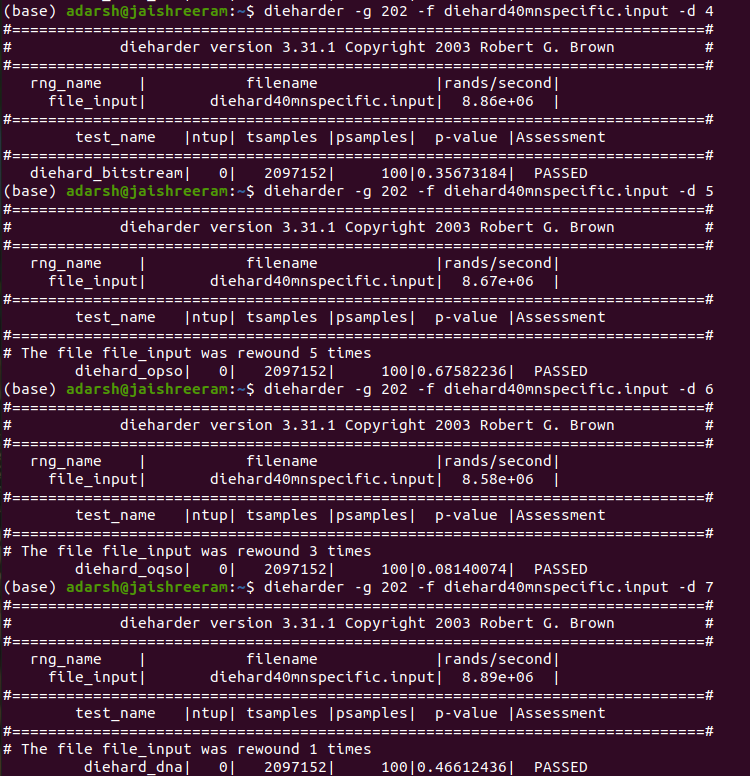 (base) adarsh@jaishreeram:~$ dieharder -g 202 -f diehard40mnspecific.input -d 4
#=============================================================================#
#            dieharder version 3.31.1 Copyright 2003 Robert G. Brown          #
#=============================================================================#
   rng_name    |           filename             |rands/second|
     file_input|       diehard40mnspecific.input|  8.86e+06  |
#=============================================================================#
        test_name   |ntup| tsamples |psamples|  p-value |Assessment
#=============================================================================#
   diehard_bitstream|   0|   2097152|     100|0.35673184|  PASSED
(base) adarsh@jaishreeram:~$ dieharder -g 202 -f diehard40mnspecific.input -d 5
#=============================================================================#
#            dieharder version 3.31.1 Copyright 2003 Robert G. Brown          #
#=============================================================================#
   rng_name    |           filename             |rands/second|
     file_input|       diehard40mnspecific.input|  8.67e+06  |
#=============================================================================#
        test_name   |ntup| tsamples |psamples|  p-value |Assessment
#=============================================================================#
# The file file_input was rewound 5 times
        diehard_opso|   0|   2097152|     100|0.67582236|  PASSED
(base) adarsh@jaishreeram:~$ dieharder -g 202 -f diehard40mnspecific.input -d 6
#=============================================================================#
#            dieharder version 3.31.1 Copyright 2003 Robert G. Brown          #
#=============================================================================#
   rng_name    |           filename             |rands/second|
     file_input|       diehard40mnspecific.input|  8.58e+06  |
#=============================================================================#
        test_name   |ntup| tsamples |psamples|  p-value |Assessment
#=============================================================================#
# The file file_input was rewound 3 times
        diehard_oqso|   0|   2097152|     100|0.08140074|  PASSED
(base) adarsh@jaishreeram:~$ dieharder -g 202 -f diehard40mnspecific.input -d 7
#=============================================================================#
#            dieharder version 3.31.1 Copyright 2003 Robert G. Brown          #
#=============================================================================#
   rng_name    |           filename             |rands/second|
     file_input|       diehard40mnspecific.input|  8.89e+06  |
#=============================================================================#
        test_name   |ntup| tsamples |psamples|  p-value |Assessment
#=============================================================================#
# The file file_input was rewound 1 times
         diehard_dna|   0|   2097152|     100|0.46612436|  PASSED